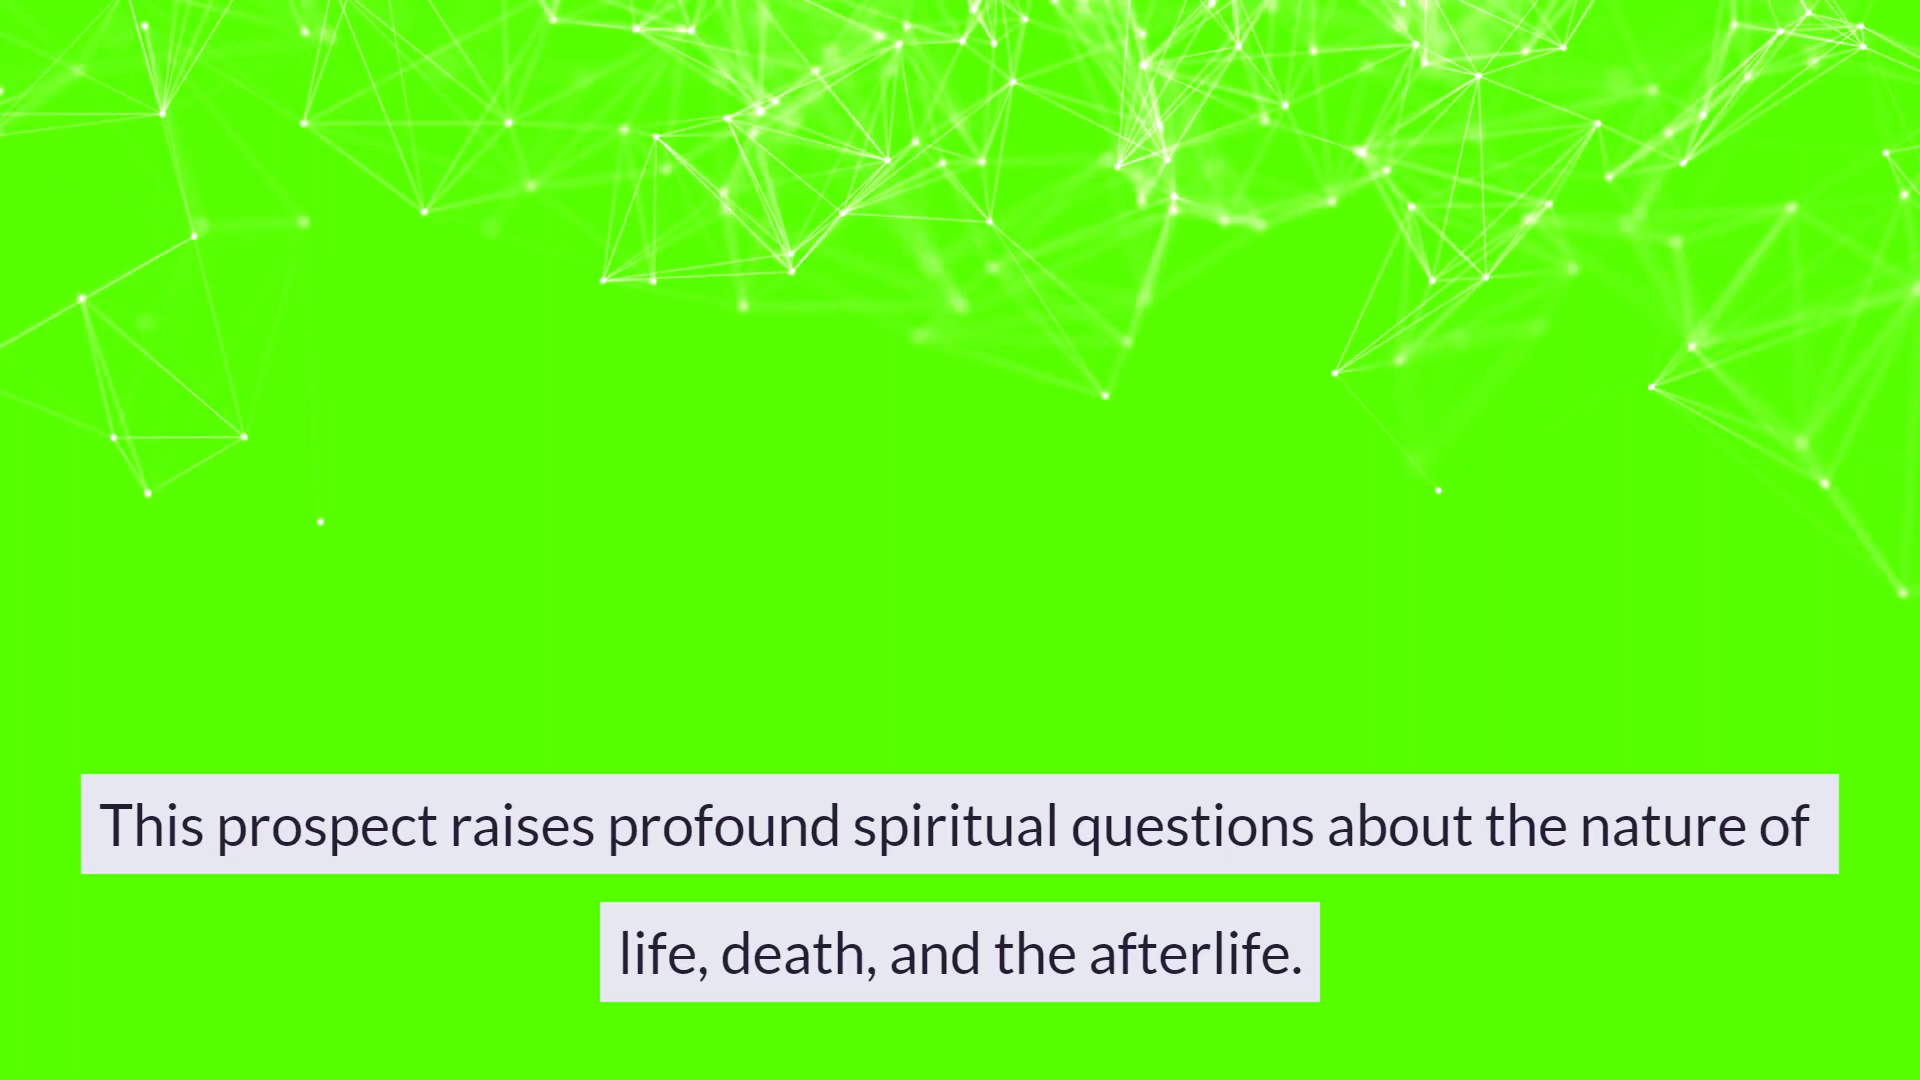 This prospect raises profound spiritual questions about the nature of
life, death, and the afterlife.